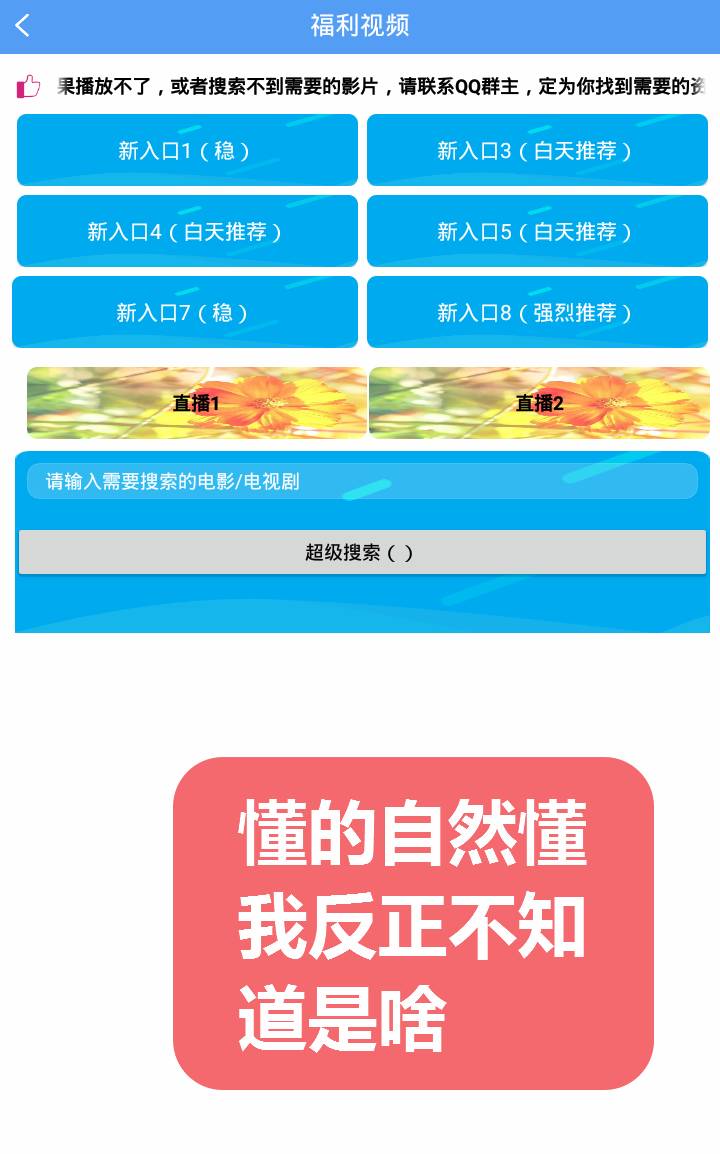 福利视频
果播放不了，或者搜索不到需要的影片，请联系QQ群主，定为你找到需要的资
新入口1（稳）
新入口3（白天推荐）
新入口4（白天推荐）
新入口5（白天推荐）
新入口7（稳）
新入口8（强烈推荐）
直播1
直播2
请输入需要搜索的电影/电视剧
超级搜索（）
懂的自然懂
我反正不知
道是啥